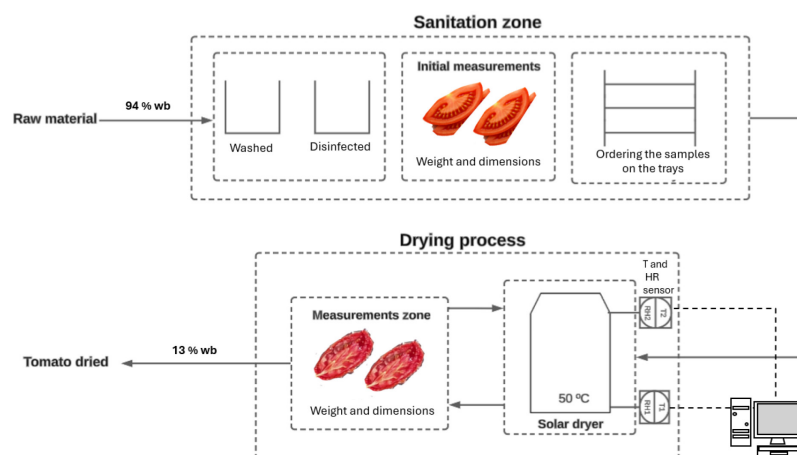 Sanitation zone
Raw material
94 % wb
Washed
Disinfected
Initial measurements
Weight and dimensions
Ordering the samples
on the trays
Drying process
T and
HR
sensor
Tomato dried
13 % wb
Measurements zone
Weight and dimensions
50 ºC
Solar dryer
RH2
T2
RH1
T1